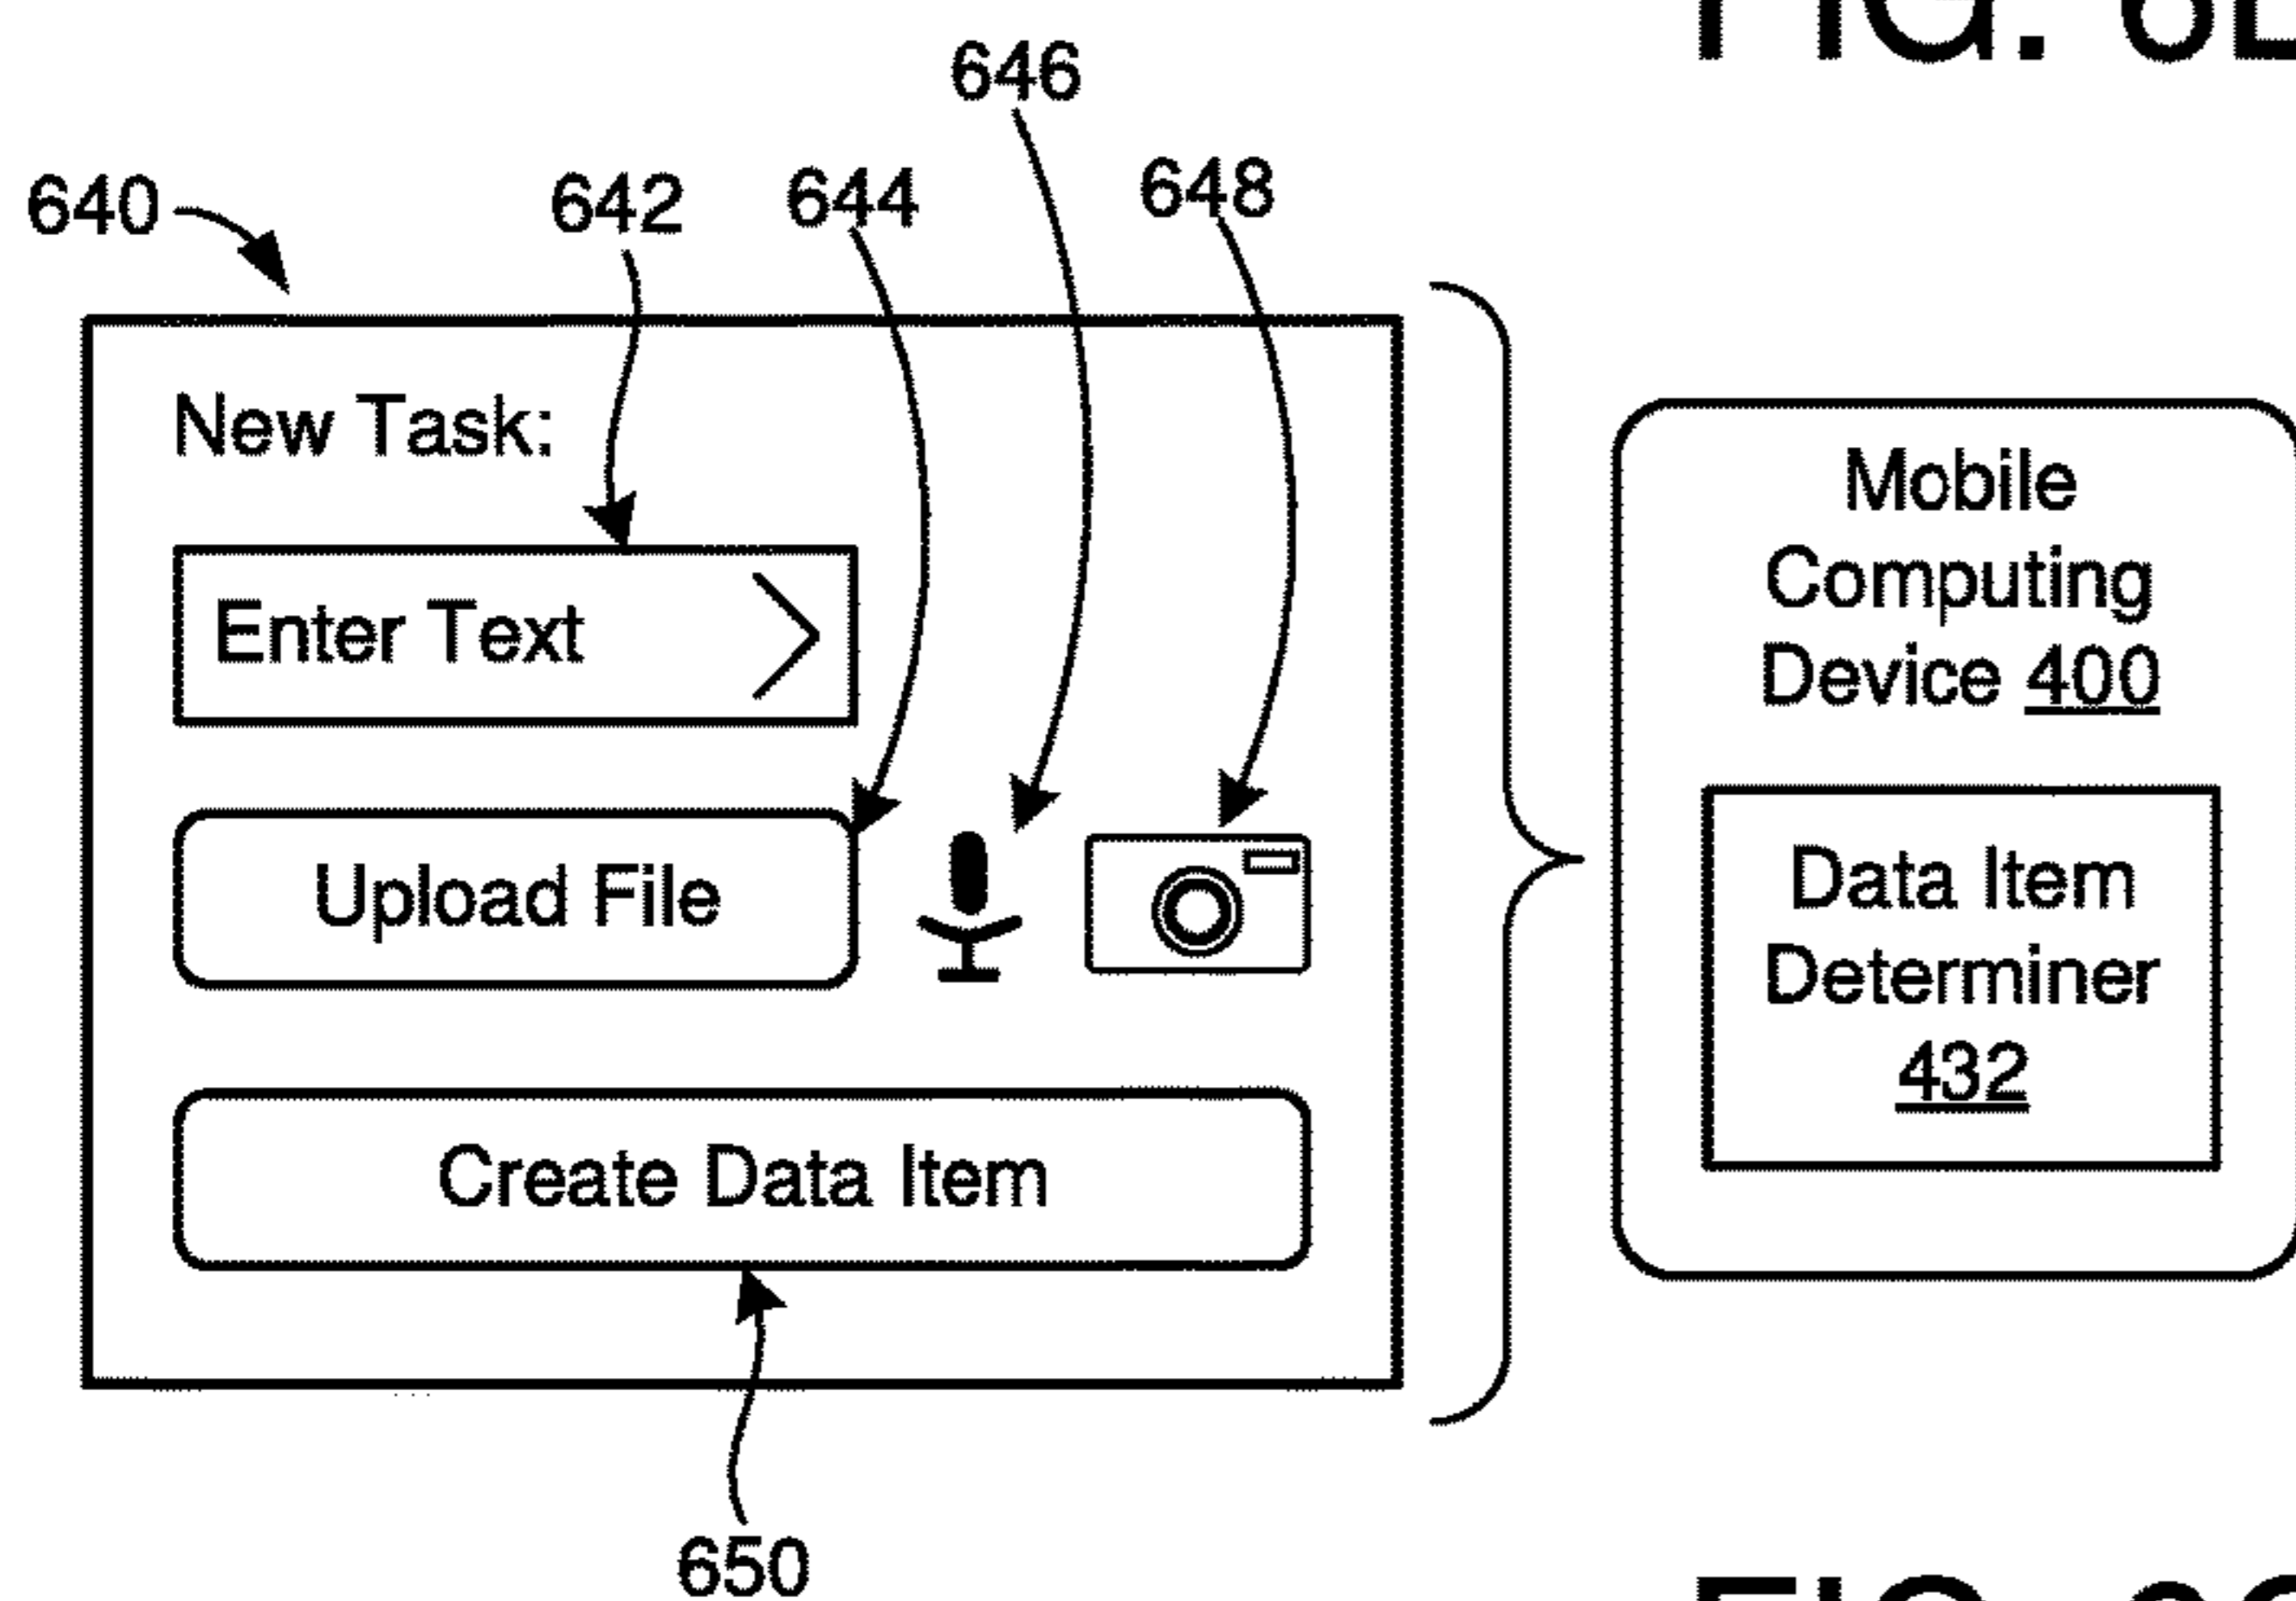 646
640
642
644
648
New Task:
Enter Text
Upload File
Create Data Item
650
Mobile
Computing
Device 400
Data Item
Determiner
432